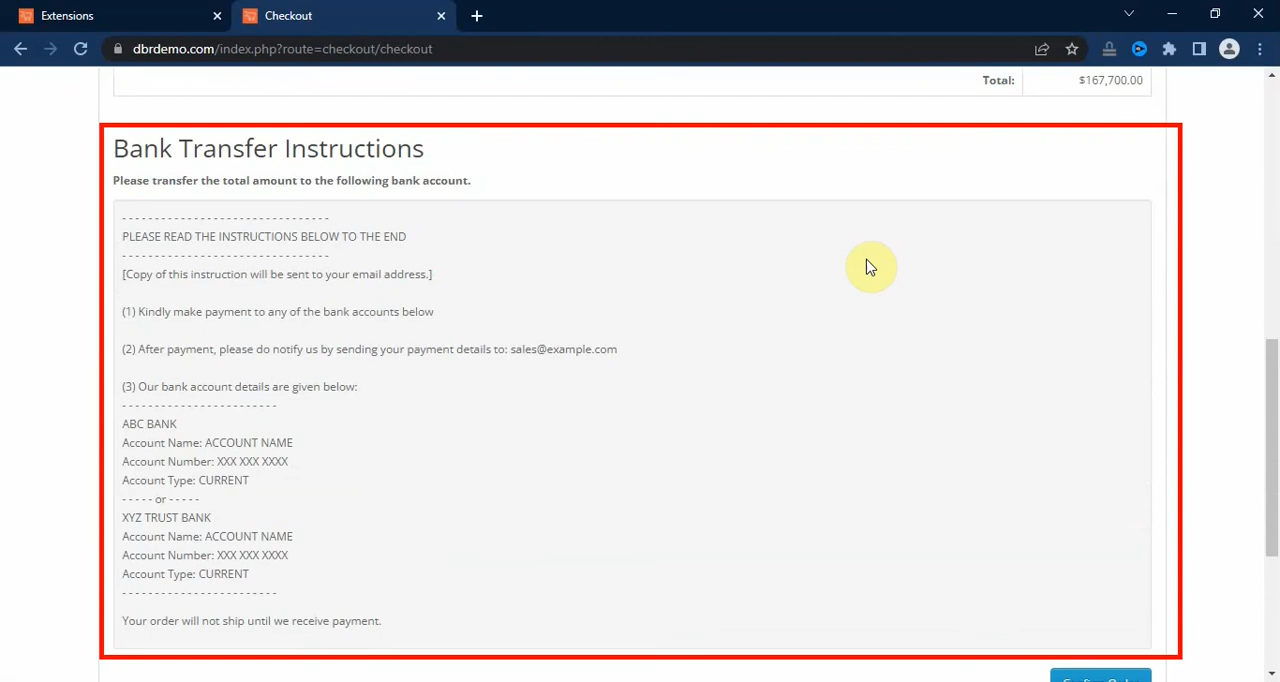 Extensions
Checkout
dbrdemo.com/index.php?route=checkout/checkout
Total: $167,700.00
Bank Transfer Instructions
Please transfer the total amount to the following bank account.
- - - - - - - - - - - - - - - - - - - - - - - - - - - - - - - -
PLEASE READ THE INSTRUCTIONS BELOW TO THE END
- - - - - - - - - - - - - - - - - - - - - - - - - - - - - - - -
[Copy of this instruction will be sent to your email address.]
(1) Kindly make payment to any of the bank accounts below
(2) After payment, please do notify us by sending your payment details to: sales@example.com
(3) Our bank account details are given below:
- - - - - - - - - - - - - - - - - - - - - - - -
ABC BANK
Account Name: ACCOUNT NAME
Account Number: XXX XXX XXXX
Account Type: CURRENT
- - - - - or - - - - -
XYZ TRUST BANK
Account Name: ACCOUNT NAME
Account Number: XXX XXX XXXX
Account Type: CURRENT
- - - - - - - - - - - - - - - - - - - - - - - -
Your order will not ship until we receive payment.
Confirm Order